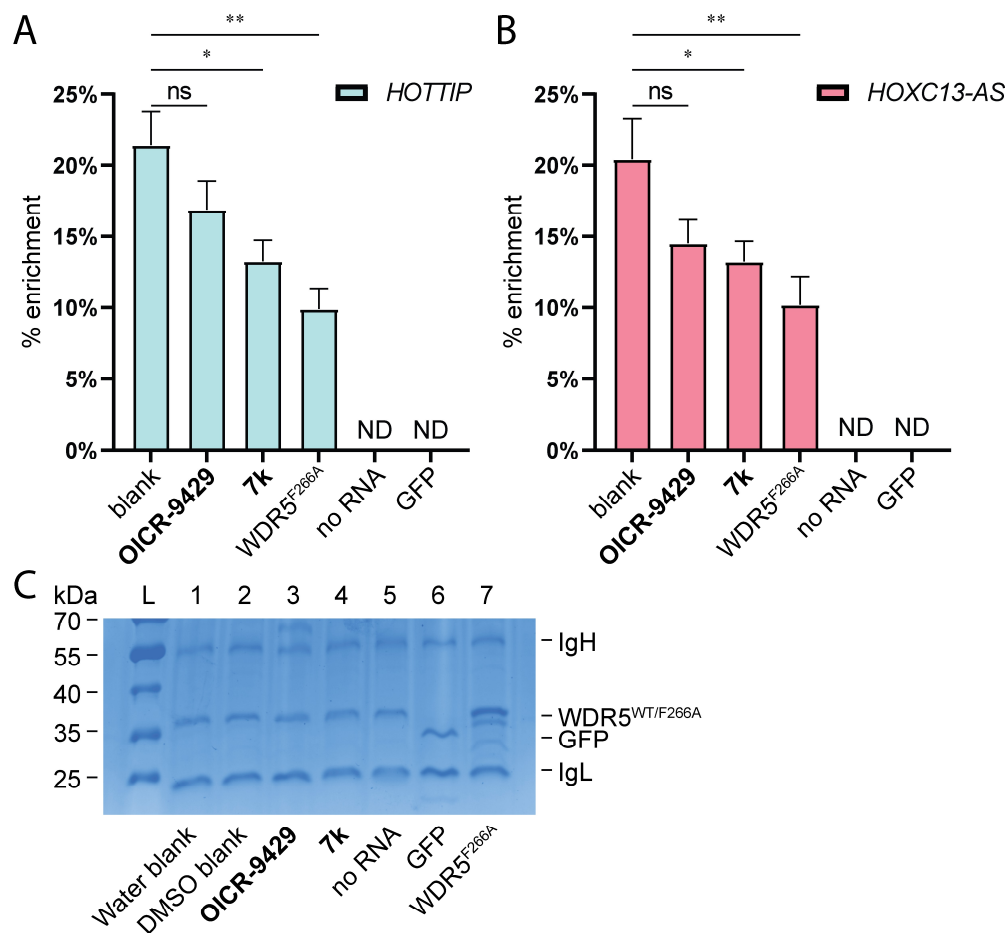 A
**
*
ns
HOTTIP
25%
20%
15%
10%
5%
0%
% enrichment
ND
ND
blank
OICR-9429
7k
WDR5F266A
no RNA
GFP
B
**
*
ns
HOXC13-AS
25%
20%
15%
10%
5%
0%
% enrichment
ND
ND
blank
OICR-9429
7k
WDR5F266A
no RNA
GFP
C
kDa L 1 2 3 4 5 6 7
70
55
40
35
25
IgH
WDR5WT/F266A
GFP
IgL
Water blank
DMSO blank
OICR-9429
7k
no RNA
GFP
WDR5F266A